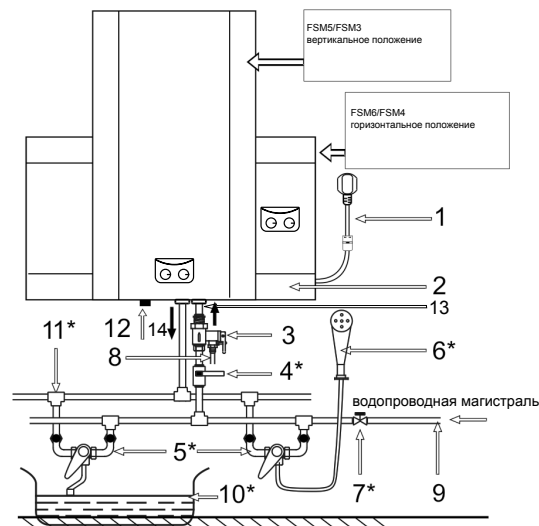 FSM5/FSM3
вертикальное положение
FSM6/FSM4
горизонтальное положение
1
2
13
11*
12
14
3
6*
8
4*
водопроводная магистраль
5*
7*
9
10*